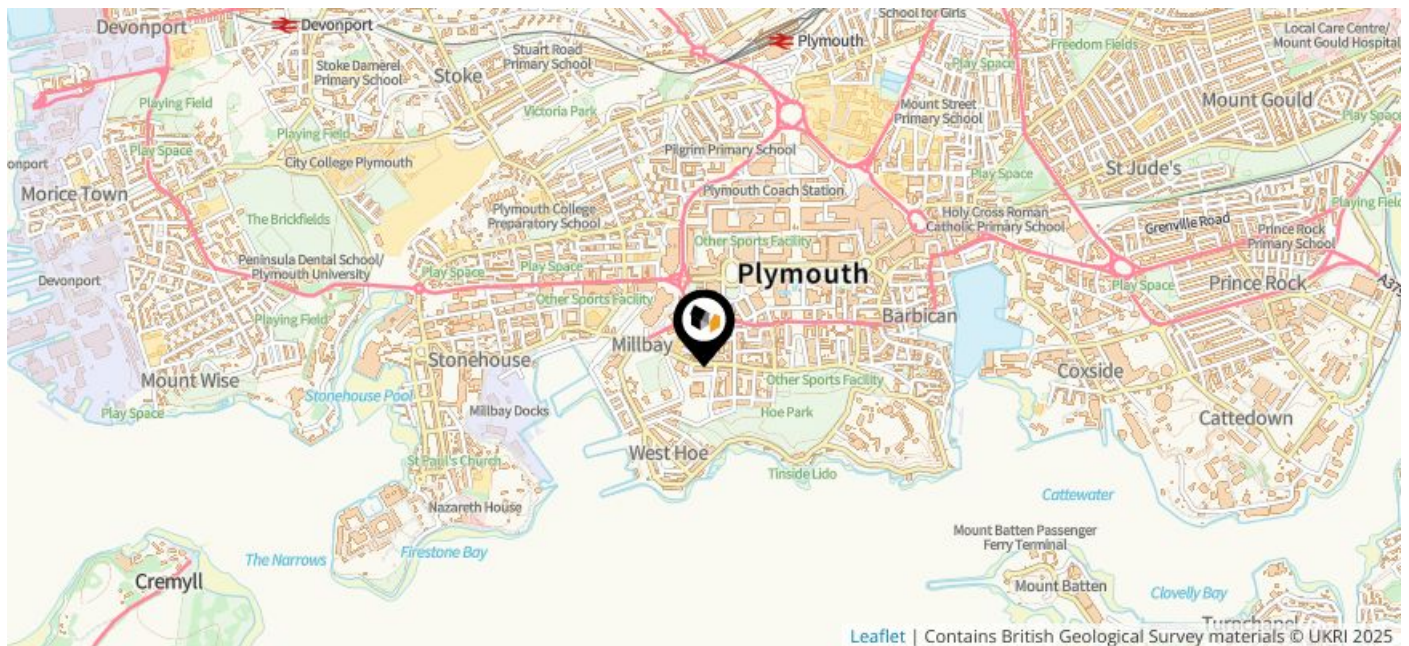 School for Girls
Devonport
Devonport
Plymouth
Local Care Centre/
Mount Gould Hospital
Freedom Fields
Stuart Road
Primary School
Stoke Damerel
Primary School
Stoke
Play Space
Playing Field
Victoria Park
Mount Street
Primary School
Mount Gould
Play Space
Playing Field
Play Space
City College Plymouth
Pilgrim Primary School
St Jude's
onport
Morice Town
Plymouth Coach Station
Play Space
Playing Field
The Brickfields
Plymouth College
Preparatory School
Holy Cross Roman
Catholic Primary School
Grenville Road
Prince Rock
Primary School
Other Sports Facility
Peninsula Dental School/
Plymouth University
Play Space
Play Space
Plymouth
Devonport
Play Space
Prince Rock
A379
Other Sports Facility
Playing Field
Barbican
Millbay
Stonehouse
Coxside
Mount Wise
Other Sports Facility
Stonehouse Pool
Play Space
Millbay Docks
Hoe Park
Cattedown
West Hoe
St Paul's Church
Tinside Lido
Cattewater
Nazareth House
Mount Batten Passenger
Ferry Terminal
The Narrows
Firestone Bay
Cremyll
Mount Batten
Clovelly Bay
Turnchapel
Leaflet | Contains British Geological Survey materials © UKRI 2025